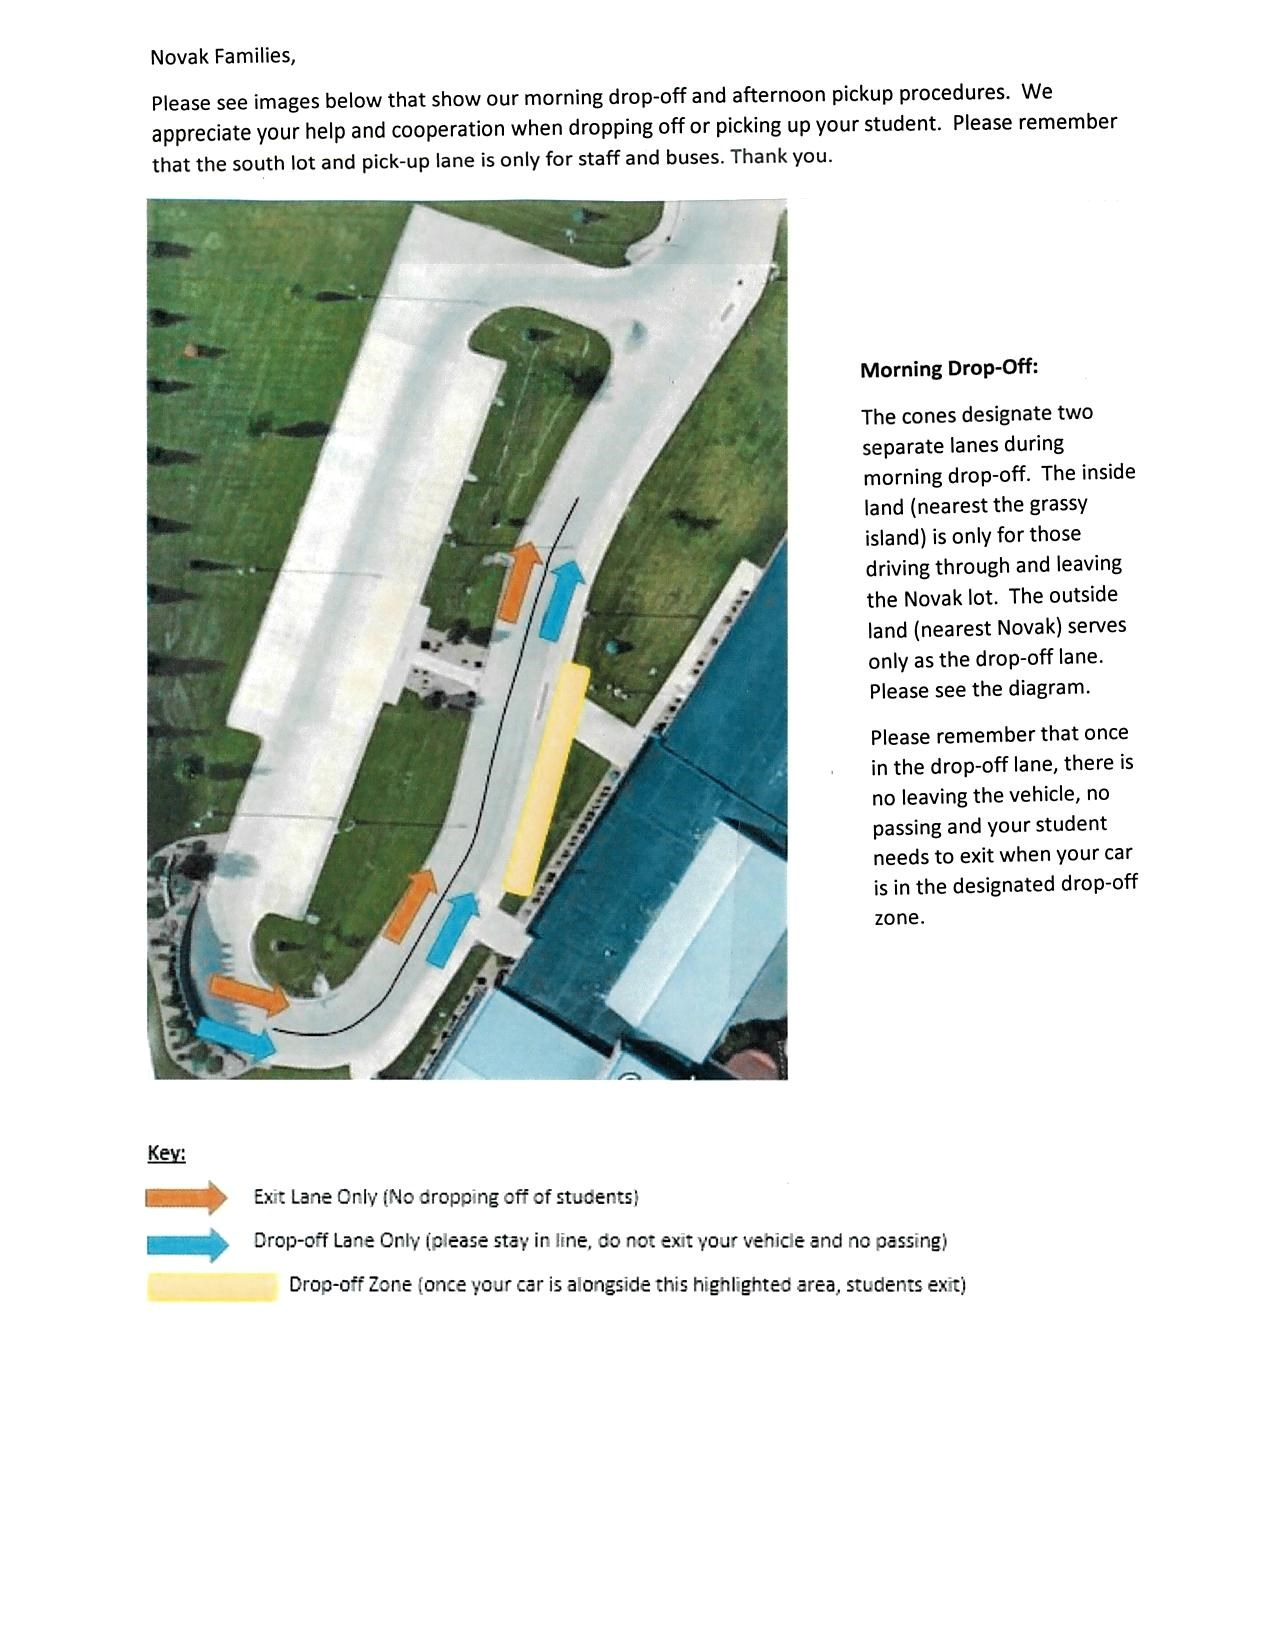 Novak Families,
Please see images below that show our morning drop-off and afternoon pickup procedures. We
appreciate your help and cooperation when dropping off or picking up your student. Please remember
that the south lot and pick-up lane is only for staff and buses. Thank you.
Morning Drop-Off:
The cones designate two
separate lanes during
morning drop-off. The inside
land (nearest the grassy
island) is only for those
driving through and leaving
the Novak lot. The outside
land (nearest Novak) serves
only as the drop-off lane.
Please see the diagram.
Please remember that once
in the drop-off lane, there is
no leaving the vehicle, no
passing and your student
needs to exit when your car
is in the designated drop-off
zone.
Key:
Exit Lane Only (No dropping off of students)
Drop-off Lane Only (please stay in line, do not exit your vehicle and no passing)
Drop-off Zone (once your car is alongside this highlighted area, students exit)